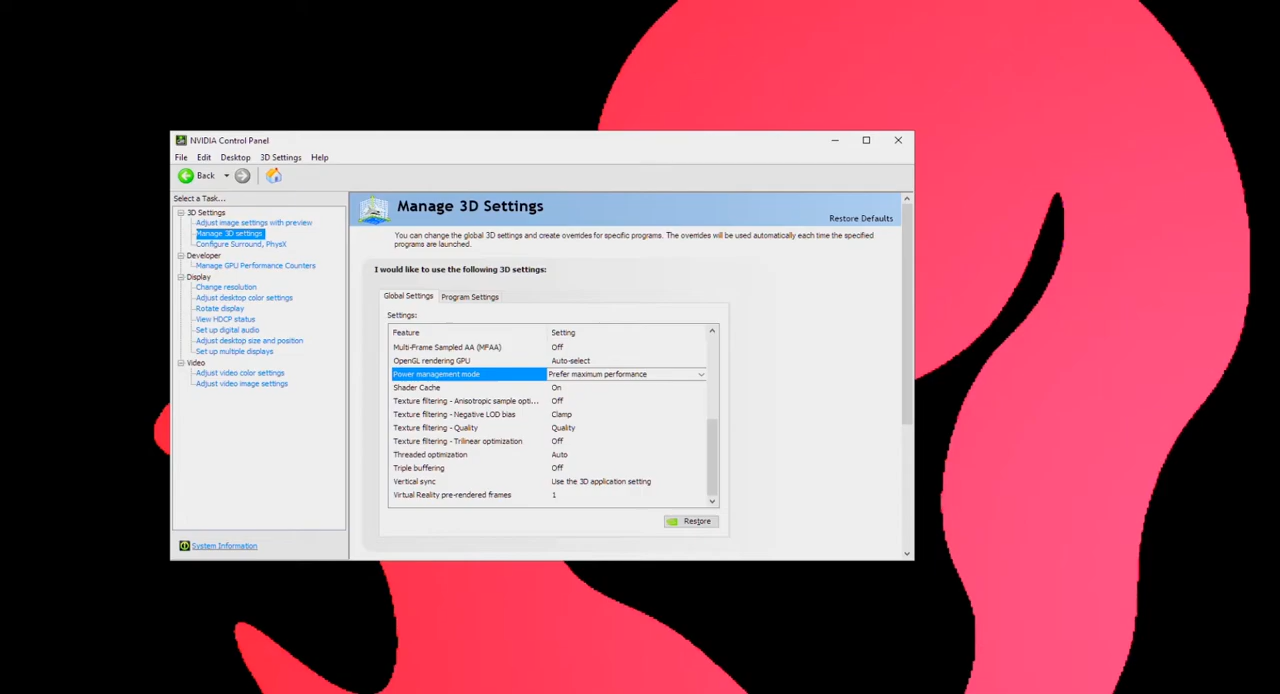 NVIDIA Control Panel
File Edit Desktop 3D Settings Help
Back
Select a Task...
3D Settings
Adjust image settings with preview
Manage 3D settings
Configure Surround, PhysX
Developer
Manage GPU Performance Counters
Display
Change resolution
Adjust desktop color settings
Rotate display
View HDCP status
Set up digital audio
Adjust desktop size and position
Set up multiple displays
Video
Adjust video color settings
Adjust video image settings
System Information
Manage 3D Settings
Restore Defaults
You can change the global 3D settings and create overrides for specific programs. The overrides will be used automatically each time the specified
programs are launched.
I would like to use the following 3D settings:
Global Settings Program Settings
Settings:
Feature Setting
Multi-Frame Sampled AA (MFAA) Off
OpenGL rendering GPU Auto-select
Power management mode Prefer maximum performance
Shader Cache On
Texture filtering - Anisotropic sample opti... Off
Texture filtering - Negative LOD bias Clamp
Texture filtering - Quality Quality
Texture filtering - Trilinear optimization Off
Threaded optimization Auto
Triple buffering Off
Vertical sync Use the 3D application setting
Virtual Reality pre-rendered frames 1
Restore